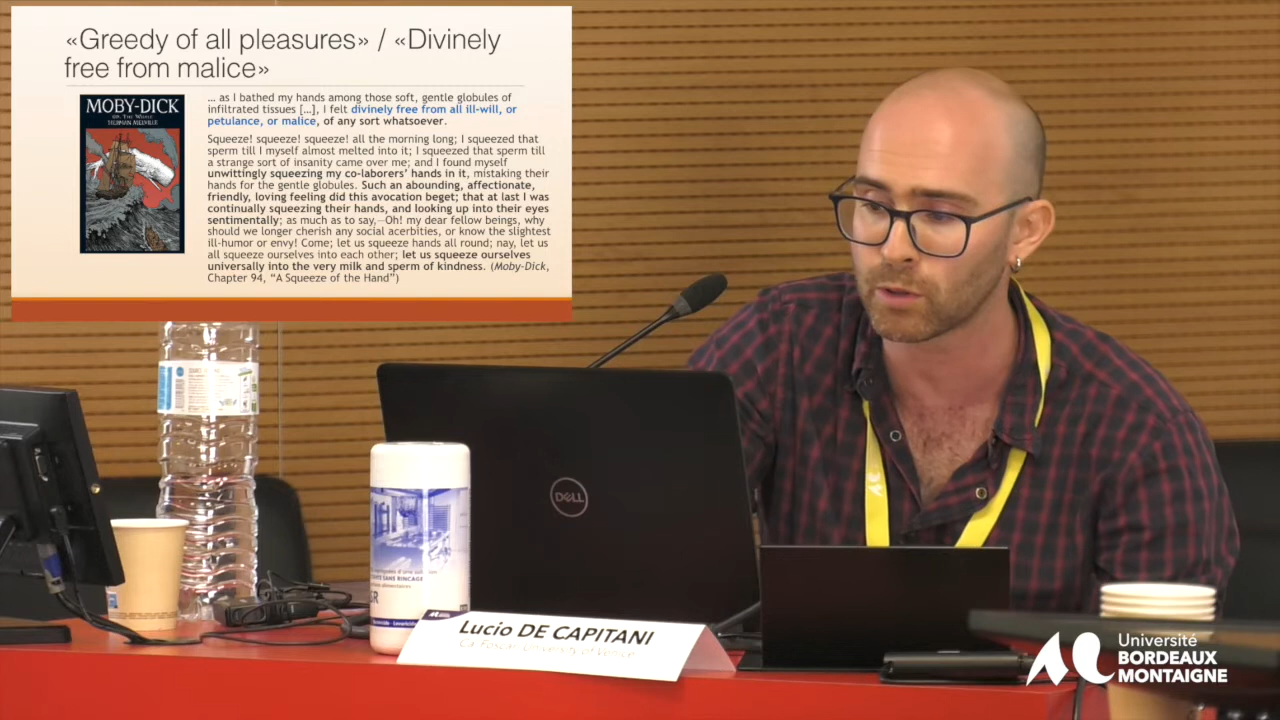 «Greedy of all pleasures» / «Divinely
free from malice»
MOBY-DICK
OR, THE WHALE
HERMAN MELVILLE
… as I bathed my hands among those soft, gentle globules of
infiltrated tissues […], I felt divinely free from all ill-will, or
petulance, or malice, of any sort whatsoever.
Squeeze! squeeze! squeeze! all the morning long; I squeezed that
sperm till I myself almost melted into it; I squeezed that sperm till
a strange sort of insanity came over me; and I found myself
unwittingly squeezing my co-laborers’ hands in it, mistaking their
hands for the gentle globules. Such an abounding, affectionate,
friendly, loving feeling did this avocation beget; that at last I was
continually squeezing their hands, and looking up into their eyes
sentimentally; as much as to say,—Oh! my dear fellow beings, why
should we longer cherish any social acerbities, or know the slightest
ill-humor or envy! Come; let us squeeze hands all round; nay, let us
all squeeze ourselves into each other; let us squeeze ourselves
universally into the very milk and sperm of kindness. (Moby-Dick,
Chapter 94, “A Squeeze of the Hand”)
DELL
SANS RINCAGE
Lucio DE CAPITANI
Ca' Foscari University of Venice
Université
BORDEAUX
MONTAIGNE